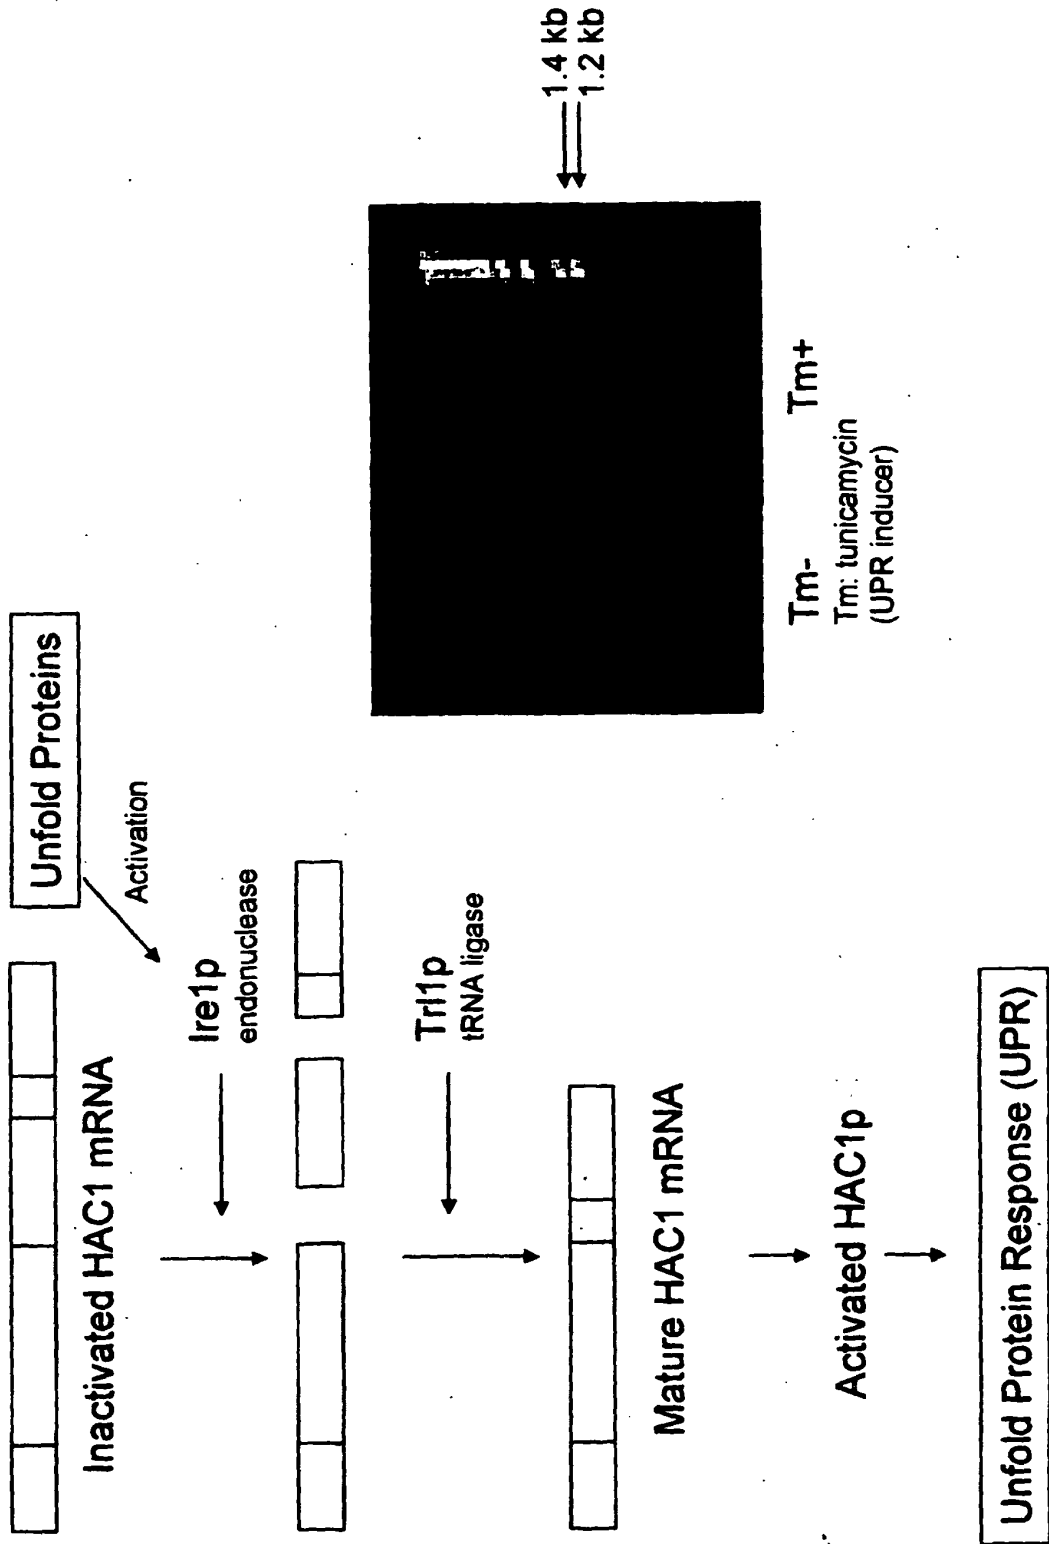 Unfold Proteins
Activation
Inactivated HAC1 mRNA
Ire1p
endonuclease
Trl1p
tRNA ligase
Mature HAC1 mRNA
Activated HAC1p
Unfold Protein Response (UPR)
1.4 kb
1.2 kb
Tm- Tm+
Tm: tunicamycin
(UPR inducer)